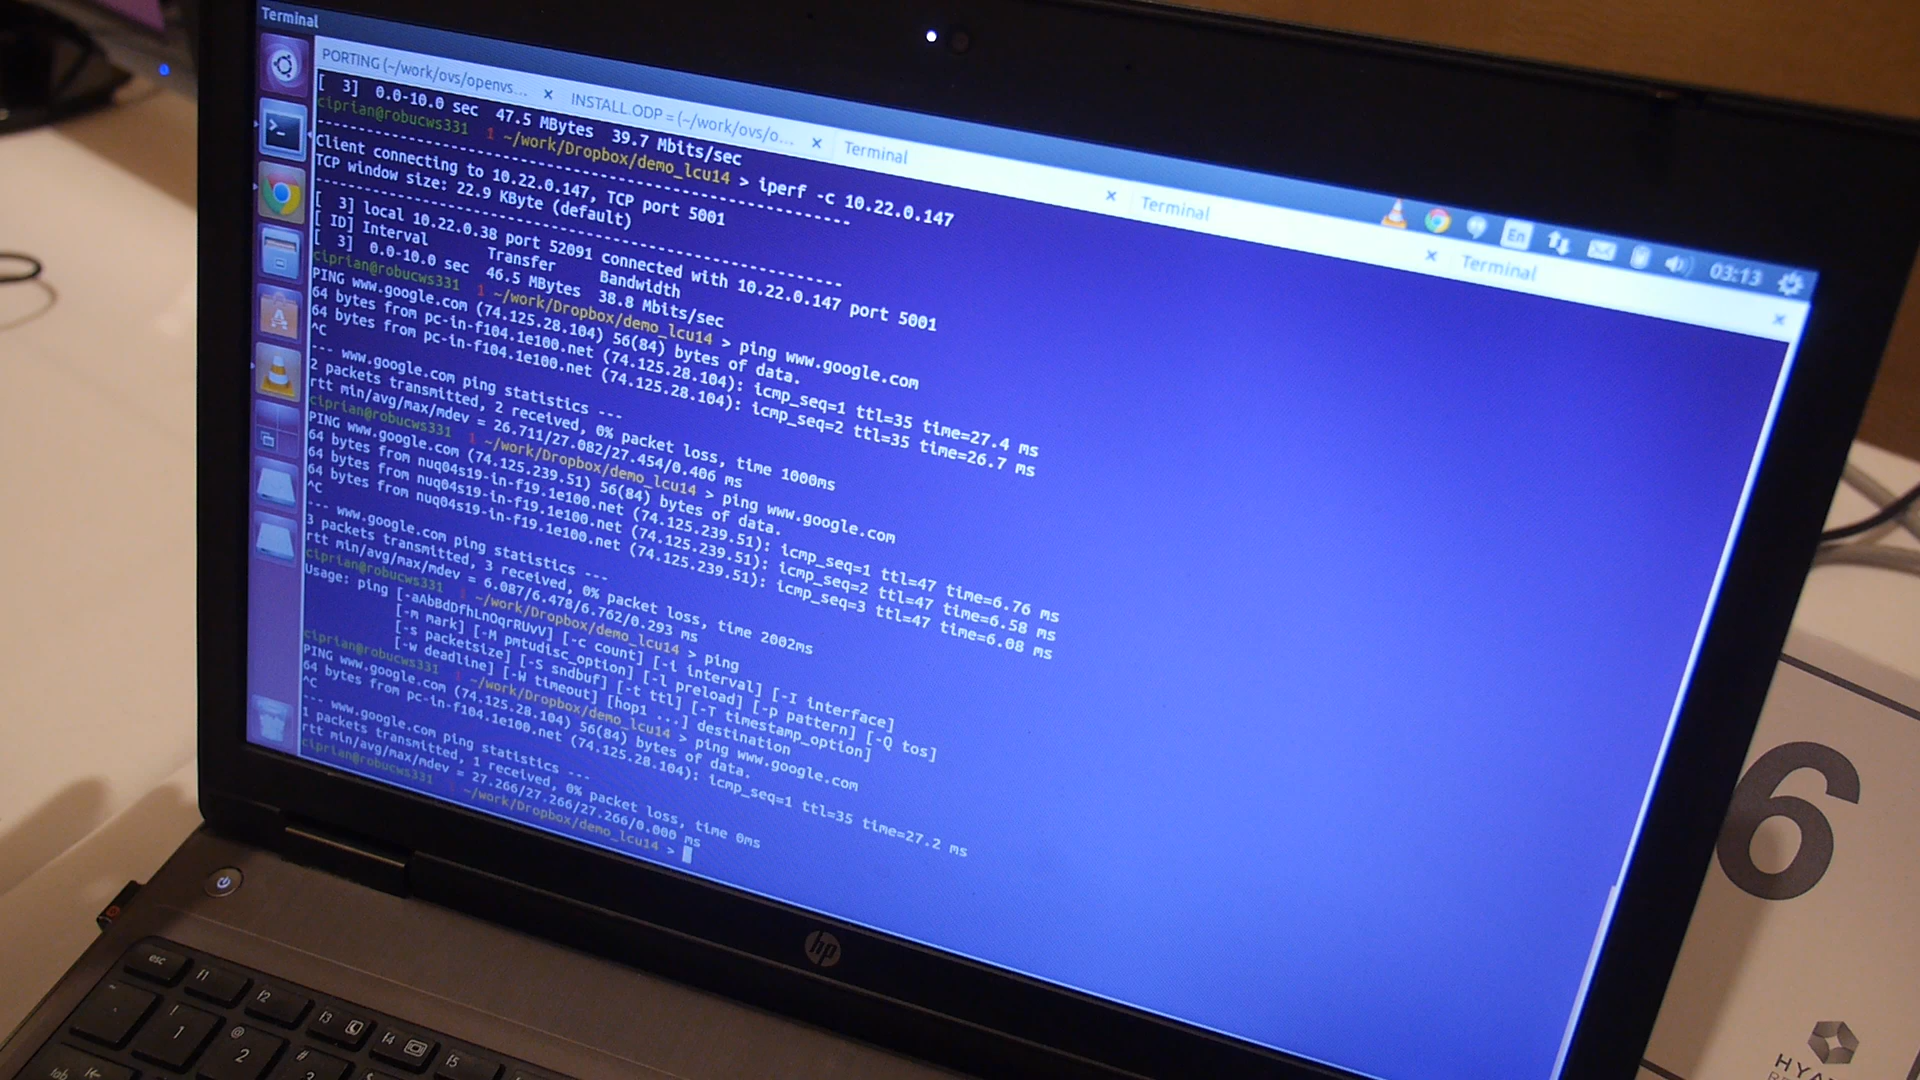 Terminal
PORTING (~/work/ovs/openvs... × INSTALL.ODP = (~/work/ovs/o... × Terminal × Terminal × Terminal ×
En 03:13
[  3]  0.0-10.0 sec  47.5 MBytes  39.7 Mbits/sec
ciprian@robucws331 1 ~/work/Dropbox/demo_lcu14 > iperf -c 10.22.0.147
------------------------------------------------------------
Client connecting to 10.22.0.147, TCP port 5001
TCP window size: 22.9 KByte (default)
------------------------------------------------------------
[  3] local 10.22.0.38 port 52091 connected with 10.22.0.147 port 5001
[ ID] Interval       Transfer     Bandwidth
[  3]  0.0-10.0 sec  46.5 MBytes  38.8 Mbits/sec
ciprian@robucws331 1 ~/work/Dropbox/demo_lcu14 > ping www.google.com
PING www.google.com (74.125.28.104) 56(84) bytes of data.
64 bytes from pc-in-f104.1e100.net (74.125.28.104): icmp_seq=1 ttl=35 time=27.4 ms
64 bytes from pc-in-f104.1e100.net (74.125.28.104): icmp_seq=2 ttl=35 time=26.7 ms
^C
--- www.google.com ping statistics ---
2 packets transmitted, 2 received, 0% packet loss, time 1000ms
rtt min/avg/max/mdev = 26.711/27.082/27.454/0.406 ms
ciprian@robucws331 1 ~/work/Dropbox/demo_lcu14 > ping www.google.com
PING www.google.com (74.125.239.51) 56(84) bytes of data.
64 bytes from nuq04s19-in-f19.1e100.net (74.125.239.51): icmp_seq=1 ttl=47 time=6.76 ms
64 bytes from nuq04s19-in-f19.1e100.net (74.125.239.51): icmp_seq=2 ttl=47 time=6.58 ms
64 bytes from nuq04s19-in-f19.1e100.net (74.125.239.51): icmp_seq=3 ttl=47 time=6.08 ms
^C
--- www.google.com ping statistics ---
3 packets transmitted, 3 received, 0% packet loss, time 2002ms
rtt min/avg/max/mdev = 6.087/6.478/6.762/0.293 ms
ciprian@robucws331 1 ~/work/Dropbox/demo_lcu14 > ping
Usage: ping [-aAbBdDfhLnOqrRUvV] [-c count] [-i interval] [-I interface]
[-m mark] [-M pmtudisc_option] [-l preload] [-p pattern] [-Q tos]
[-s packetsize] [-S sndbuf] [-t ttl] [-T timestamp_option]
[-w deadline] [-W timeout] [hop1 ...] destination
ciprian@robucws331 1 ~/work/Dropbox/demo_lcu14 > ping www.google.com
PING www.google.com (74.125.28.104) 56(84) bytes of data.
64 bytes from pc-in-f104.1e100.net (74.125.28.104): icmp_seq=1 ttl=35 time=27.2 ms
^C
--- www.google.com ping statistics ---
1 packets transmitted, 1 received, 0% packet loss, time 0ms
rtt min/avg/max/mdev = 27.266/27.266/27.266/0.000 ms
ciprian@robucws331 1 ~/work/Dropbox/demo_lcu14 >
hp
esc f1 f2 f3 f4 f5
~ ! 1 @ 2 # 3
tab
6